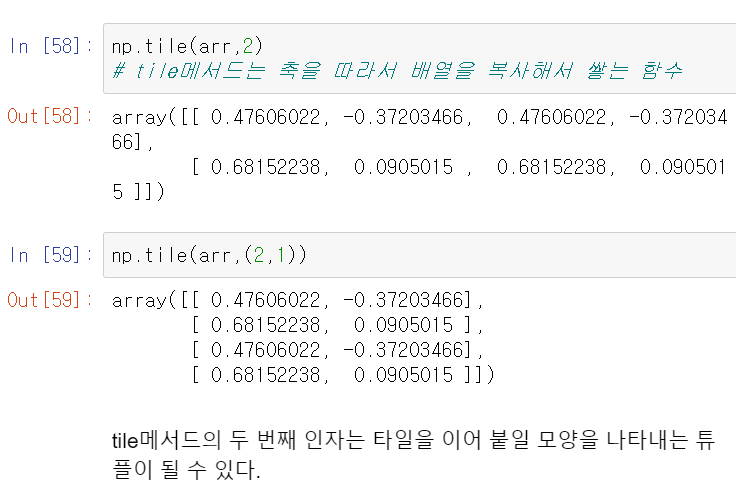 In [58]: np.tile(arr,2)
# tile메서드는 축을 따라서 배열을 복사해서 쌓는 함수
Out[58]: array([[ 0.47606022, -0.37203466,  0.47606022, -0.372034
66],
[ 0.68152238,  0.0905015 ,  0.68152238,  0.090501
5 ]])
In [59]: np.tile(arr,(2,1))
Out[59]: array([[ 0.47606022, -0.37203466],
[ 0.68152238,  0.0905015 ],
[ 0.47606022, -0.37203466],
[ 0.68152238,  0.0905015 ]])
tile메서드의 두 번째 인자는 타일을 이어 붙일 모양을 나타내는 튜
플이 될 수 있다.